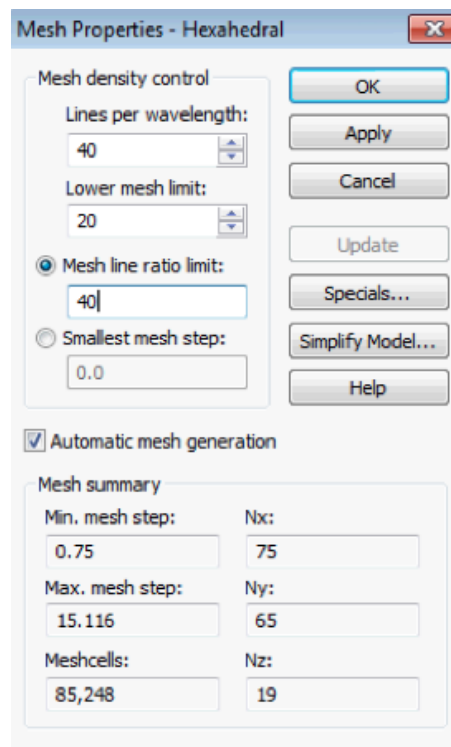 Mesh Properties - Hexahedral
Mesh density control
Lines per wavelength:
40
Lower mesh limit:
20
Mesh line ratio limit:
40
Smallest mesh step:
0.0
OK
Apply
Cancel
Update
Specials...
Simplify Model...
Help
Automatic mesh generation
Mesh summary
Min. mesh step:
Nx:
0.75
75
Max. mesh step:
Ny:
15.116
65
Meshcells:
Nz:
85,248
19